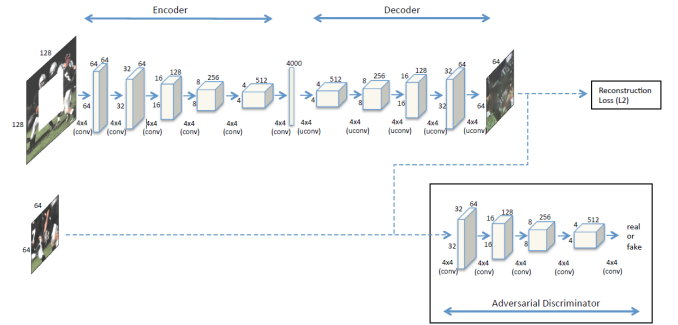 Encoder
Decoder
128
128
64 64
64
4x4
(conv)
32 64
32
4x4
(conv)
16 128
16
4x4
(conv)
8 256
8
4x4
(conv)
4 512
4
4x4
(conv)
4000
4x4
(conv)
4 512
4
4x4
(uconv)
8 256
8
4x4
(uconv)
16 128
16
4x4
(uconv)
32 64
32
4x4
(uconv)
64
64
4x4
(uconv)
Reconstruction
Loss (L2)
64
64
32 64
32
4x4
(conv)
16 128
16
4x4
(conv)
8 256
8
4x4
(conv)
4 512
4
4x4
(conv)
real
or
fake
Adversarial Discriminator